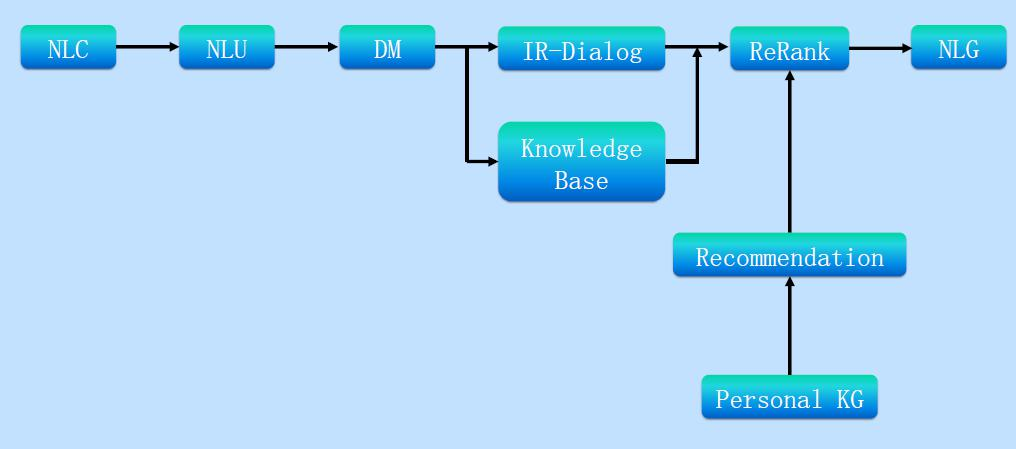 NLC
NLU
DM
IR-Dialog
ReRank
NLG
Knowledge
Base
Recommendation
Personal KG